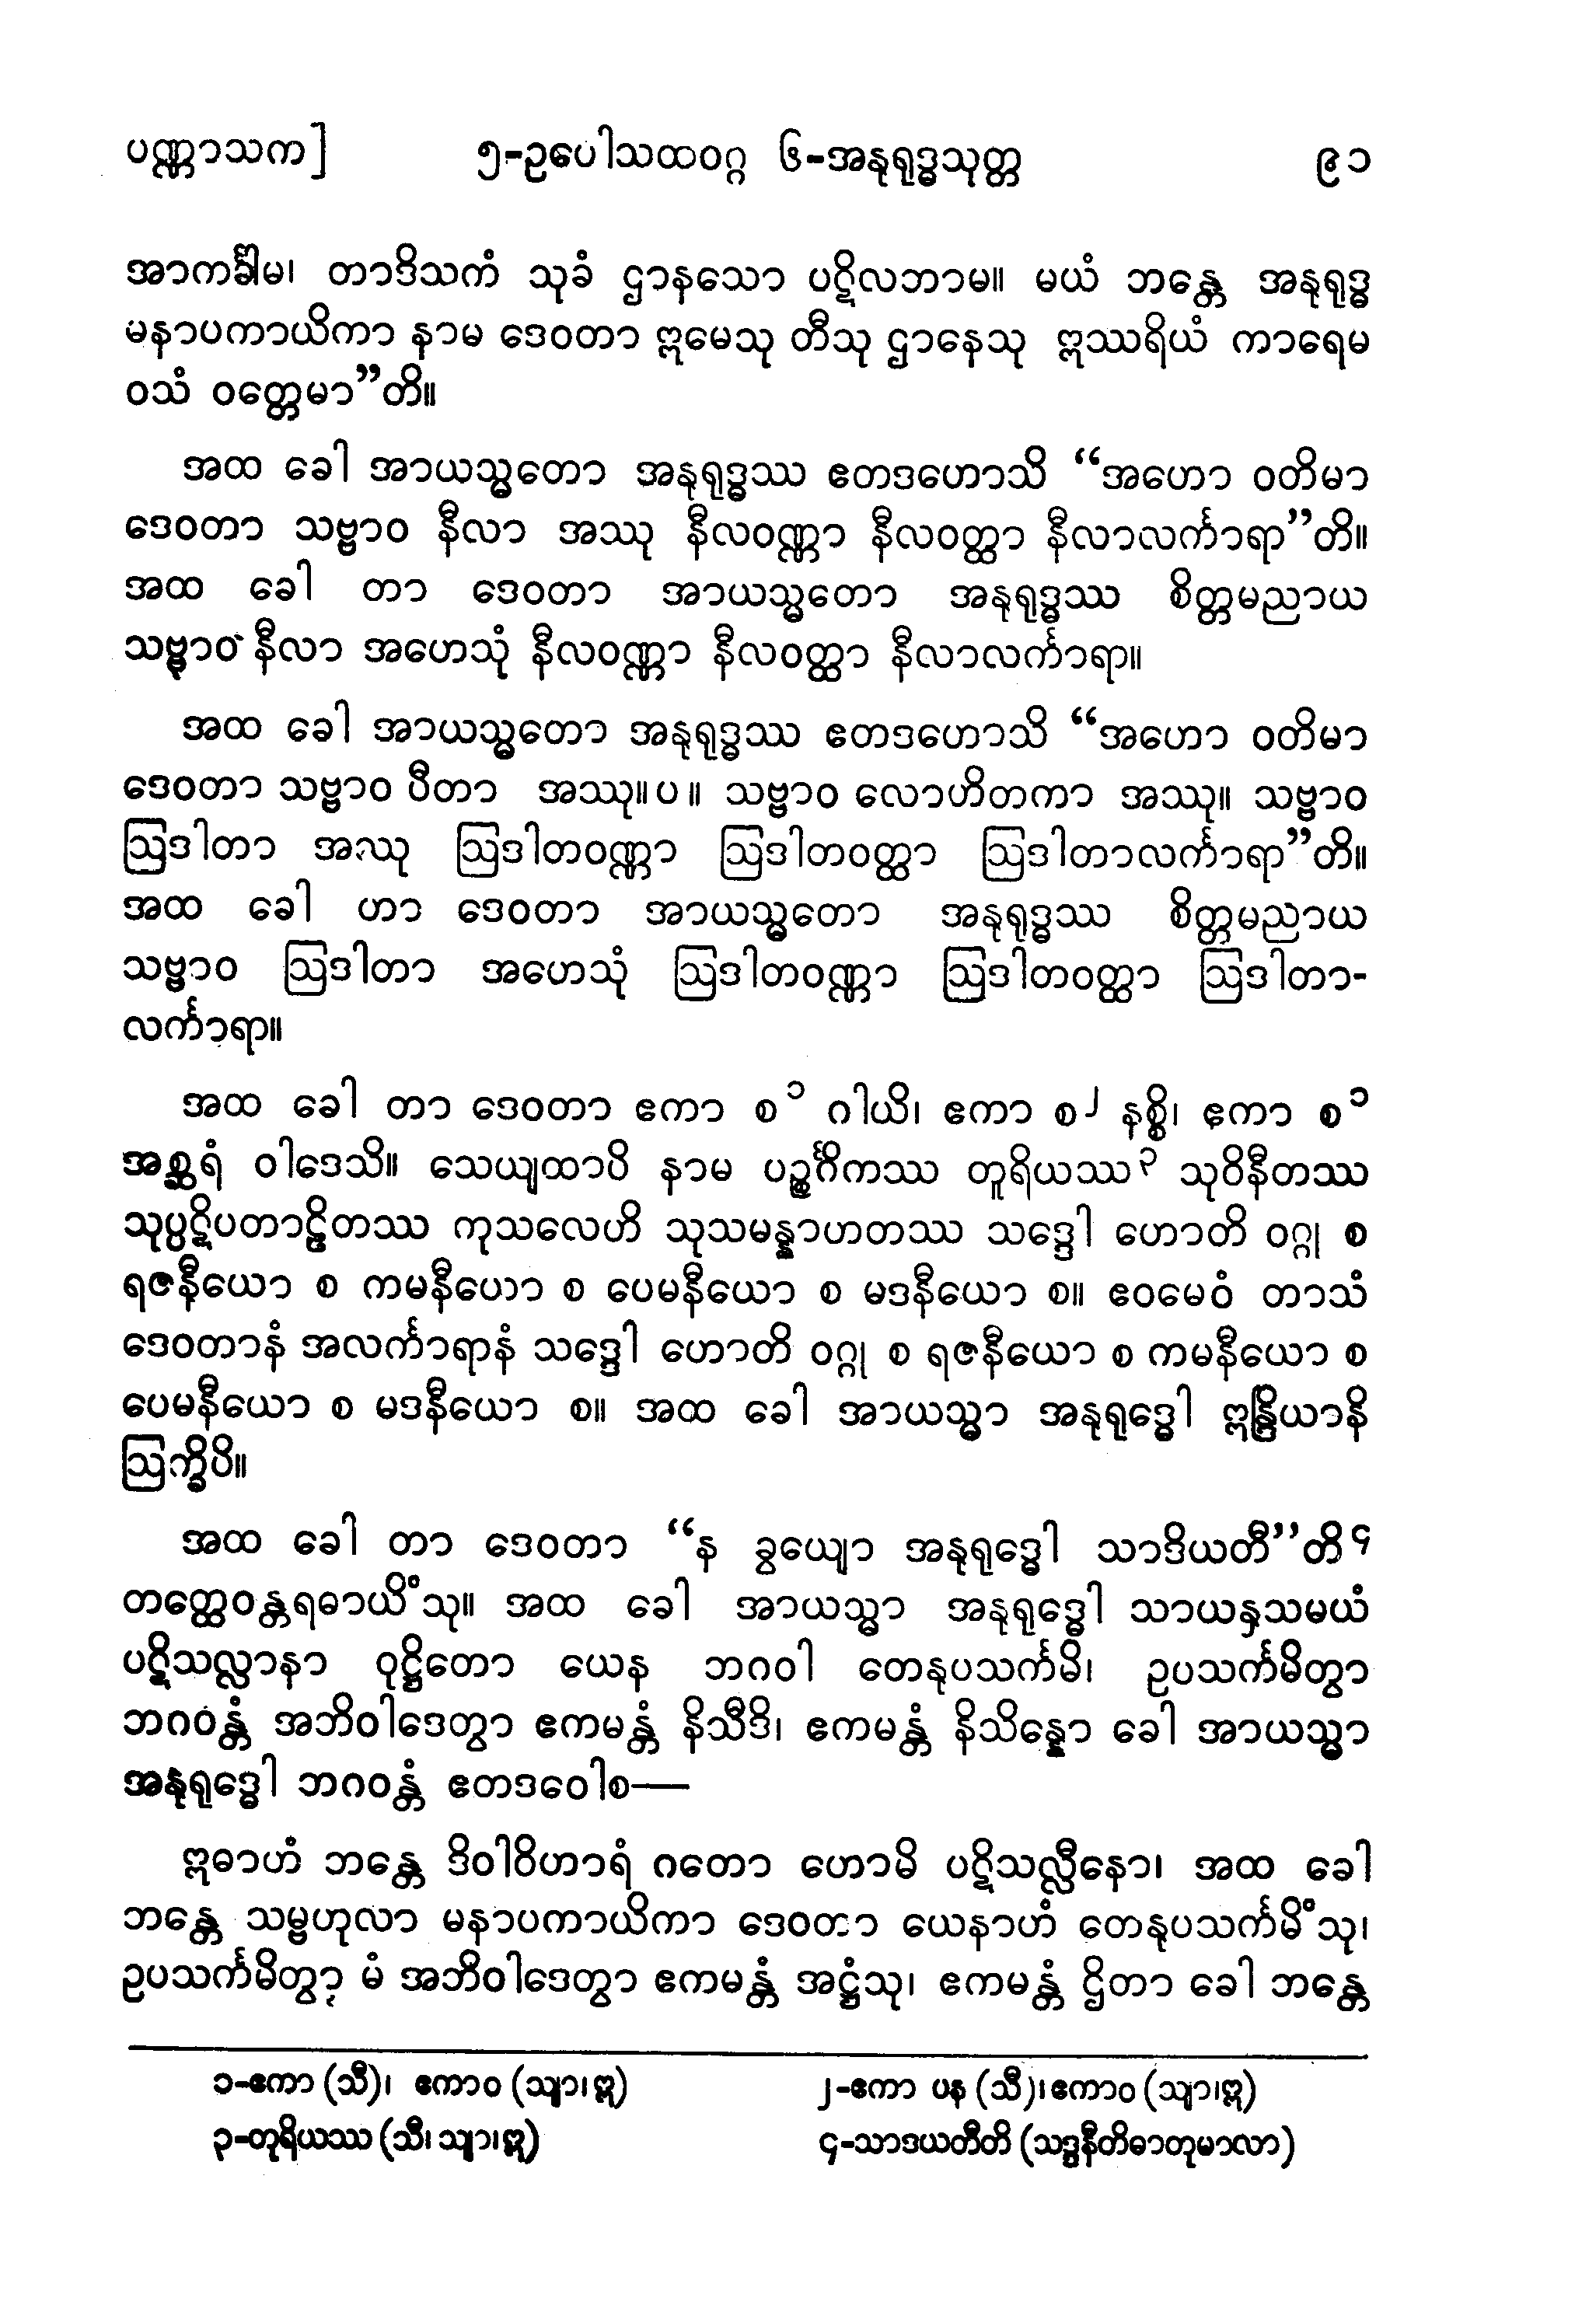 ပဏ္ဏာသက] ၅-ဥပေါသထဝဂ္ဂ ၆-အနုရုဒ္ဓသုတ္တ ၉၁
အာကင်္ခါမ၊ တာဒိသကံ သုခံ ဌာနသော ပဋိလဘာမ။ မယံ ဘန္တေ အနုရုဒ္ဓ
မနာပကာယိကာ နာမ ဒေဝတာ ဣမေသု တီသု ဌာနေသု ဣဿရိယံ ကာရေမ
ဝသံ ဝတ္တေမာ”တိ။
အထ ခေါ အာယသ္မတော အနုရုဒ္ဓဿ ဧတဒဟောသိ “အဟော ဝတိမာ
ဒေဝတာ သဗ္ဗာဝ နီလာ အဿု နီလဝဏ္ဏာ နီလဝတ္ထာ နီလာလင်္ကာရာ”တိ။
အထ ခေါ တာ ဒေဝတာ အာယသ္မတော အနုရုဒ္ဓဿ စိတ္တမညာယ
သဗ္ဗာဝ နီလာ အဟေသုံ နီလဝဏ္ဏာ နီလဝတ္ထာ နီလာလင်္ကာရာ။
အထ ခေါ အာယသ္မတော အနုရုဒ္ဓဿ ဧတဒဟောသိ “အဟော ဝတိမာ
ဒေဝတာ သဗ္ဗာဝ ပီတာ အဿု။ပ။ သဗ္ဗာဝ လောဟိတကာ အဿု။ သဗ္ဗာဝ
ဩဒါတာ အဿု ဩဒါတဝဏ္ဏာ ဩဒါတဝတ္ထာ ဩဒါတာလင်္ကာရာ”တိ။
အထ ခေါ ဟာ ဒေဝတာ အာယသ္မတော အနုရုဒ္ဓဿ စိတ္တမညာယ
သဗ္ဗာဝ ဩဒါတာ အဟေသုံ ဩဒါတဝဏ္ဏာ ဩဒါတဝတ္ထာ ဩဒါတာ-
လင်္ကာရာ။
အထ ခေါ တာ ဒေဝတာ ဧကာ စ၁ ဂါယိ၊ ဧကာ စ၂ နစ္စိ၊ ဧကာ စ၁
အစ္ဆရံ ဝါဒေသိ။ သေယျထာပိ နာမ ပဉ္စင်္ဂိကဿ တူရိယဿ၃ သုဝိနီတဿ
သုပ္ပဋိပတာဠိတဿ ကုသလေဟိ သုသမန္နာဟတဿ သဒ္ဒေါ ဟောတိ ဝဂ္ဂု စ
ရဇနီယော စ ကမနီယော စ ပေမနီယော စ မဒနီယော စ။ ဧဝမေဝံ တာသံ
ဒေဝတာနံ အလင်္ကာရာနံ သဒ္ဒေါ ဟောတိ ဝဂ္ဂု စ ရဇနီယော စ ကမနီယော စ
ပေမနီယော စ မဒနီယော စ။ အထ ခေါ အာယသ္မာ အနုရုဒ္ဓေါ ဣန္ဒြိယာနိ
ဩက္ခိပိ။
အထ ခေါ တာ ဒေဝတာ “န ခွယျော အနုရုဒ္ဓေါ သာဒိယတီ”တိ၄
တတ္ထေဝန္တရဓာယိံသု။ အထ ခေါ အာယသ္မာ အနုရုဒ္ဓေါ သာယနှသမယံ
ပဋိသလ္လာနာ ဝုဋ္ဌိတော ယေန ဘဂဝါ တေနုပသင်္ကမိ၊ ဥပသင်္ကမိတွာ
ဘဂဝန္တံ အဘိဝါဒေတွာ ဧကမန္တံ နိသီဒိ၊ ဧကမန္တံ နိသိန္နော ခေါ အာယသ္မာ
အနုရုဒ္ဓေါ ဘဂဝန္တံ ဧတဒဝေါစ—
ဣဓာဟံ ဘန္တေ ဒိဝါဝိဟာရံ ဂတော ဟောမိ ပဋိသလ္လီနော၊ အထ ခေါ
ဘန္တေ သမ္ဗဟုလာ မနာပကာယိကာ ဒေဝတာ ယေနာဟံ တေနုပသင်္ကမိံသု၊
ဥပသင်္ကမိတွာ မံ အဘိဝါဒေတွာ ဧကမန္တံ အဋ္ဌံသု၊ ဧကမန္တံ ဌိတာ ခေါ ဘန္တေ
၁-ဧကာ (သီ)၊ ဧကာဝ (သျာ၊ဣ) ၂-ဧကာ ပန (သီ)၊ဧကာဝ (သျာ၊ဣ)
၃-တုရိယဿ (သီ၊ သျာ၊ဣ) ၄-သာဒယတီတိ (သဒ္ဒနီတိဓာတုမာလာ)